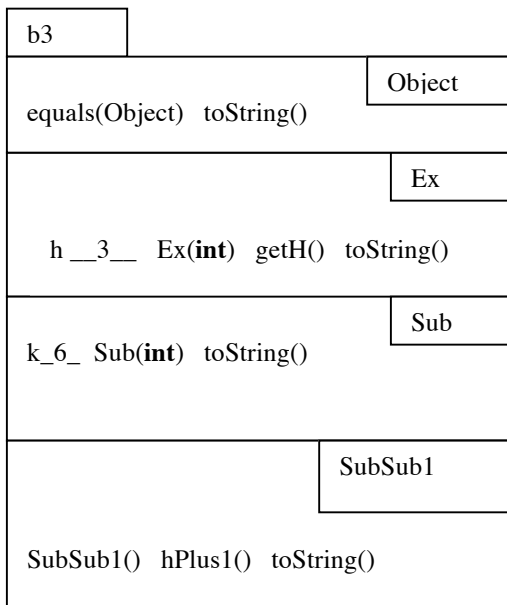 b3
Object
equals(Object) toString()
Ex
h __3__ Ex(int) getH() toString()
Sub
k_6_ Sub(int) toString()
SubSub1
SubSub1() hPlus1() toString()